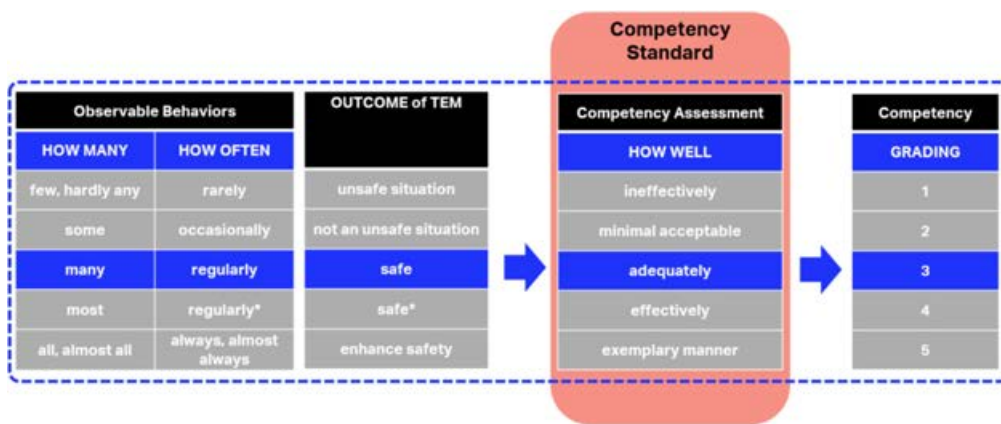 Competency
Standard
Observable Behaviors
OUTCOME of TEM
Competency Assessment
Competency
HOW MANY
HOW OFTEN
HOW WELL
GRADING
few, hardly any
rarely
unsafe situation
ineffectively
1
some
occasionally
not an unsafe situation
minimal acceptable
2
many
regularly
safe
adequately
3
most
regularly*
safe*
effectively
4
all, almost all
always, almost
always
enhance safety
exemplary manner
5